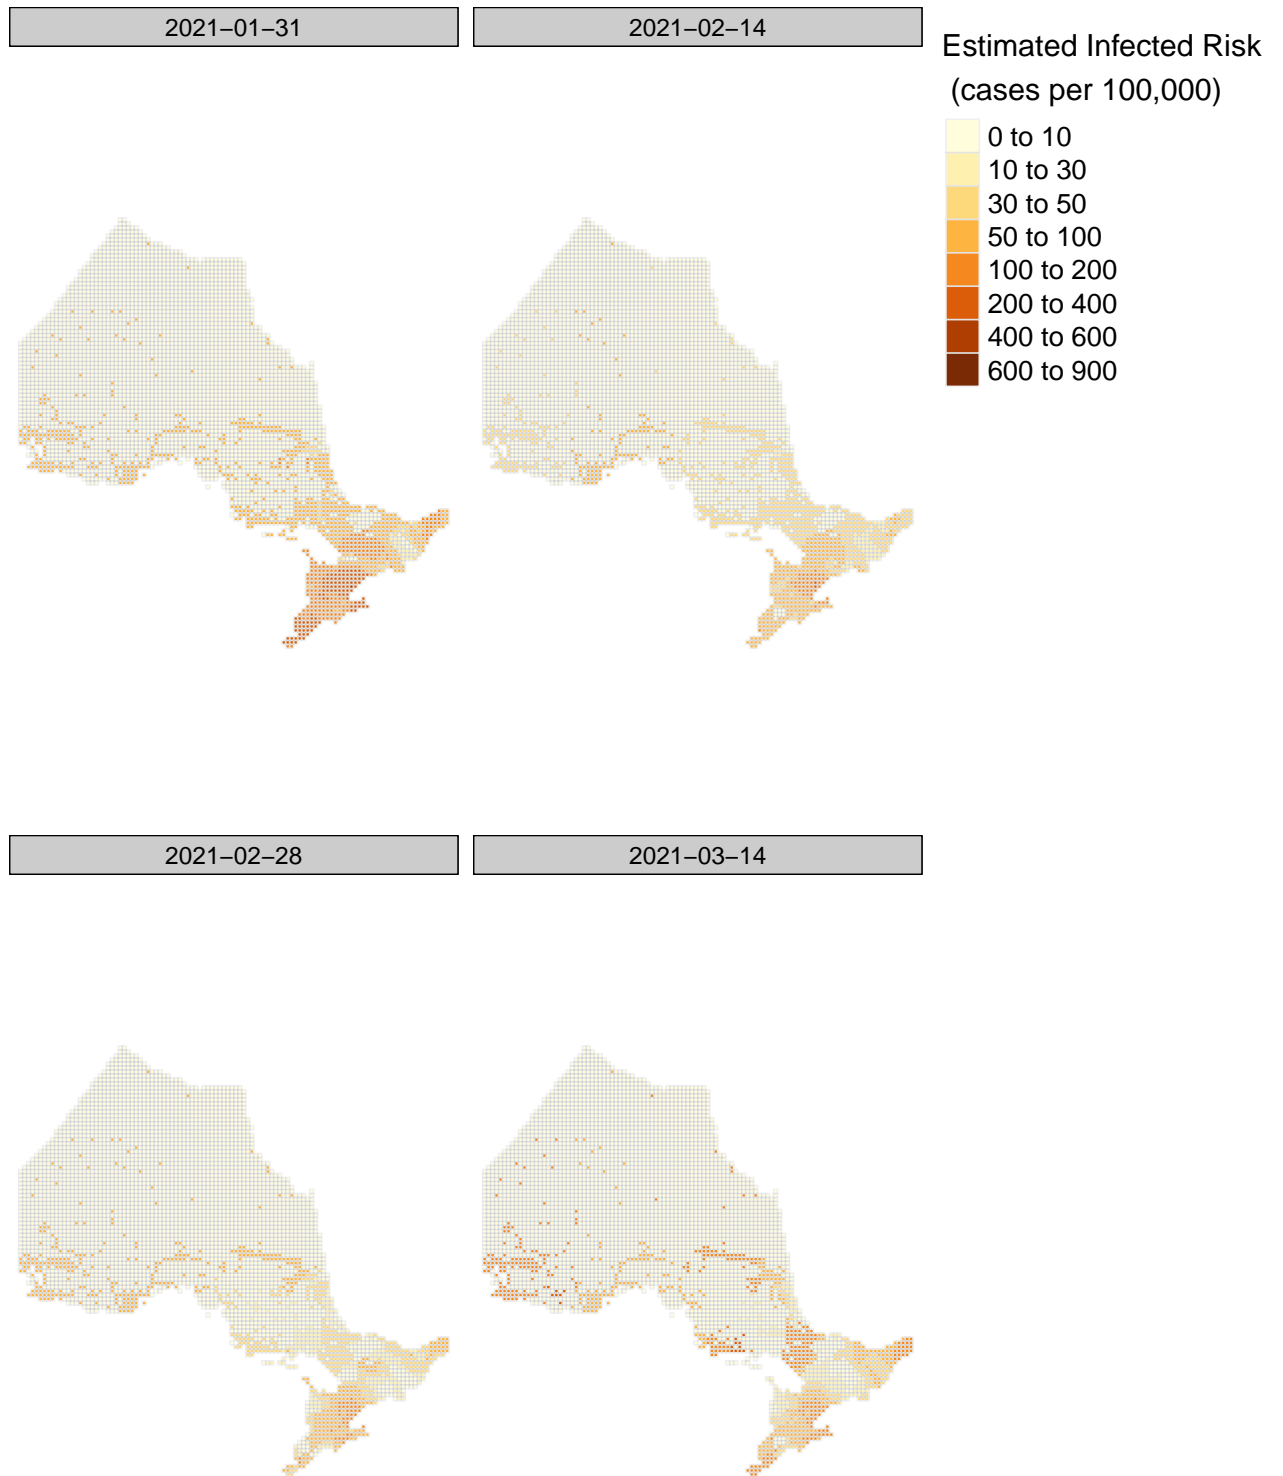 2021−01−31
2021−02−14
Estimated Infected Risk
(cases per 100,000)
0 to 10
10 to 30
30 to 50
50 to 100
100 to 200
200 to 400
400 to 600
600 to 900
2021−02−28
2021−03−14